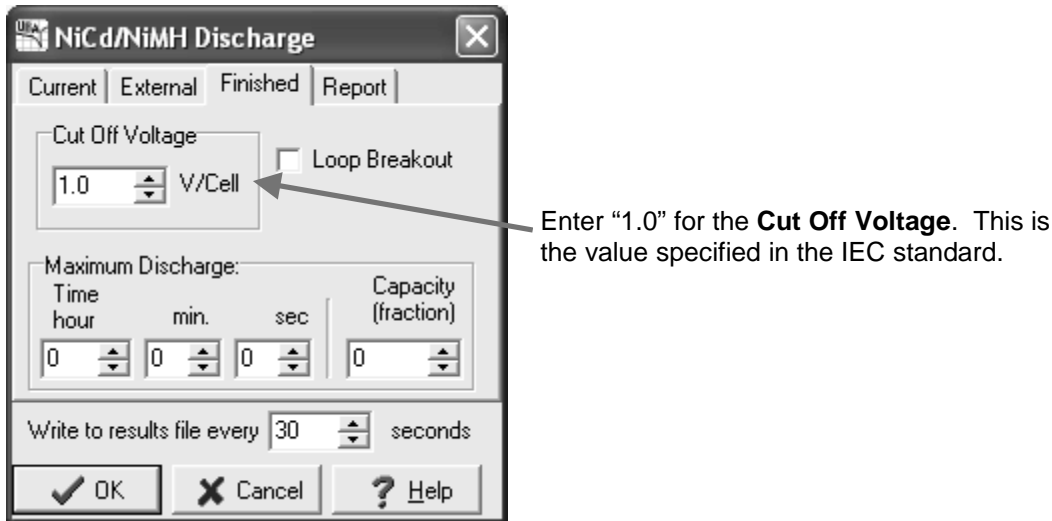 NiCd/NiMH Discharge
Current External Finished Report
Cut Off Voltage
1.0 V/Cell
Loop Breakout
Enter “1.0” for the Cut Off Voltage. This is
the value specified in the IEC standard.
Maximum Discharge:
Time
hour min. sec
Capacity
(fraction)
0 0 0 0
Write to results file every 30 seconds
OK Cancel ? Help